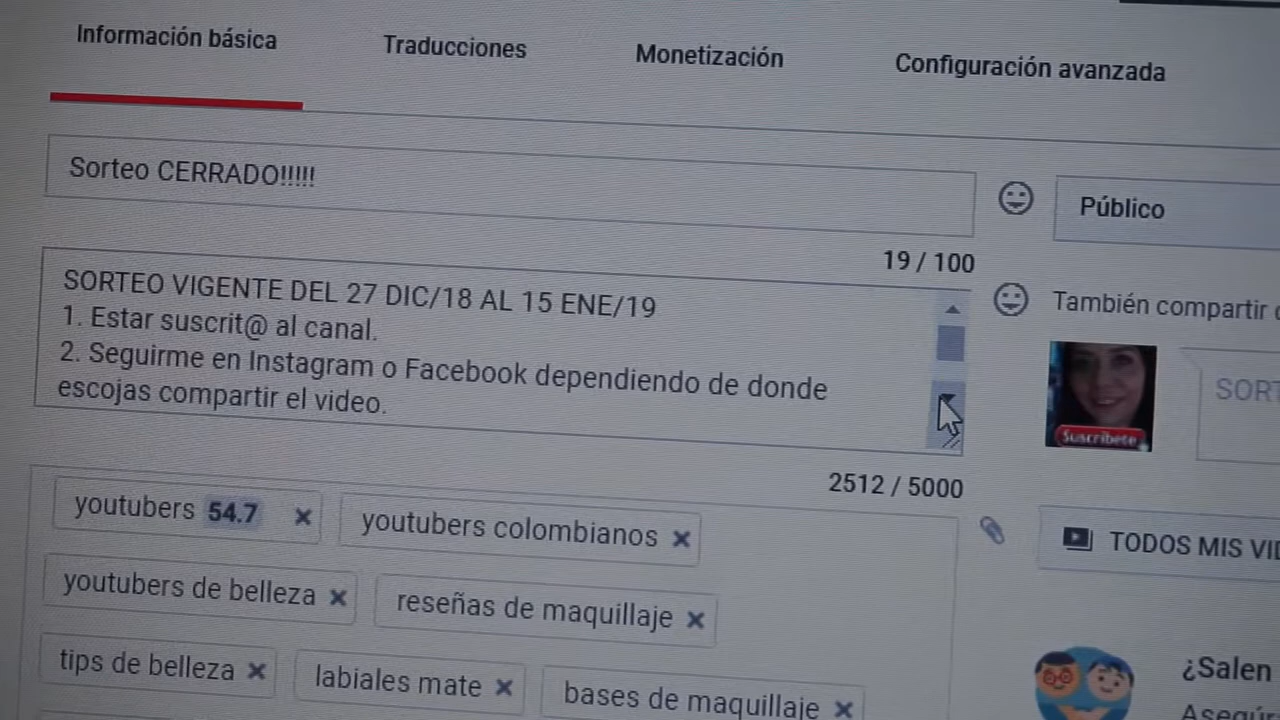 Información básica
Traducciones
Monetización
Configuración avanzada
Sorteo CERRADO!!!!!
Público
19 / 100
SORTEO VIGENTE DEL 27 DIC/18 AL 15 ENE/19
1. Estar suscrit@ al canal.
2. Seguirme en Instagram o Facebook dependiendo de donde
escojas compartir el video.
También compartir
SORT
Suscríbete
2512 / 5000
youtubers 54.7
youtubers colombianos
TODOS MIS VI
youtubers de belleza
reseñas de maquillaje
tips de belleza
labiales mate
bases de maquillaje
¿Salen